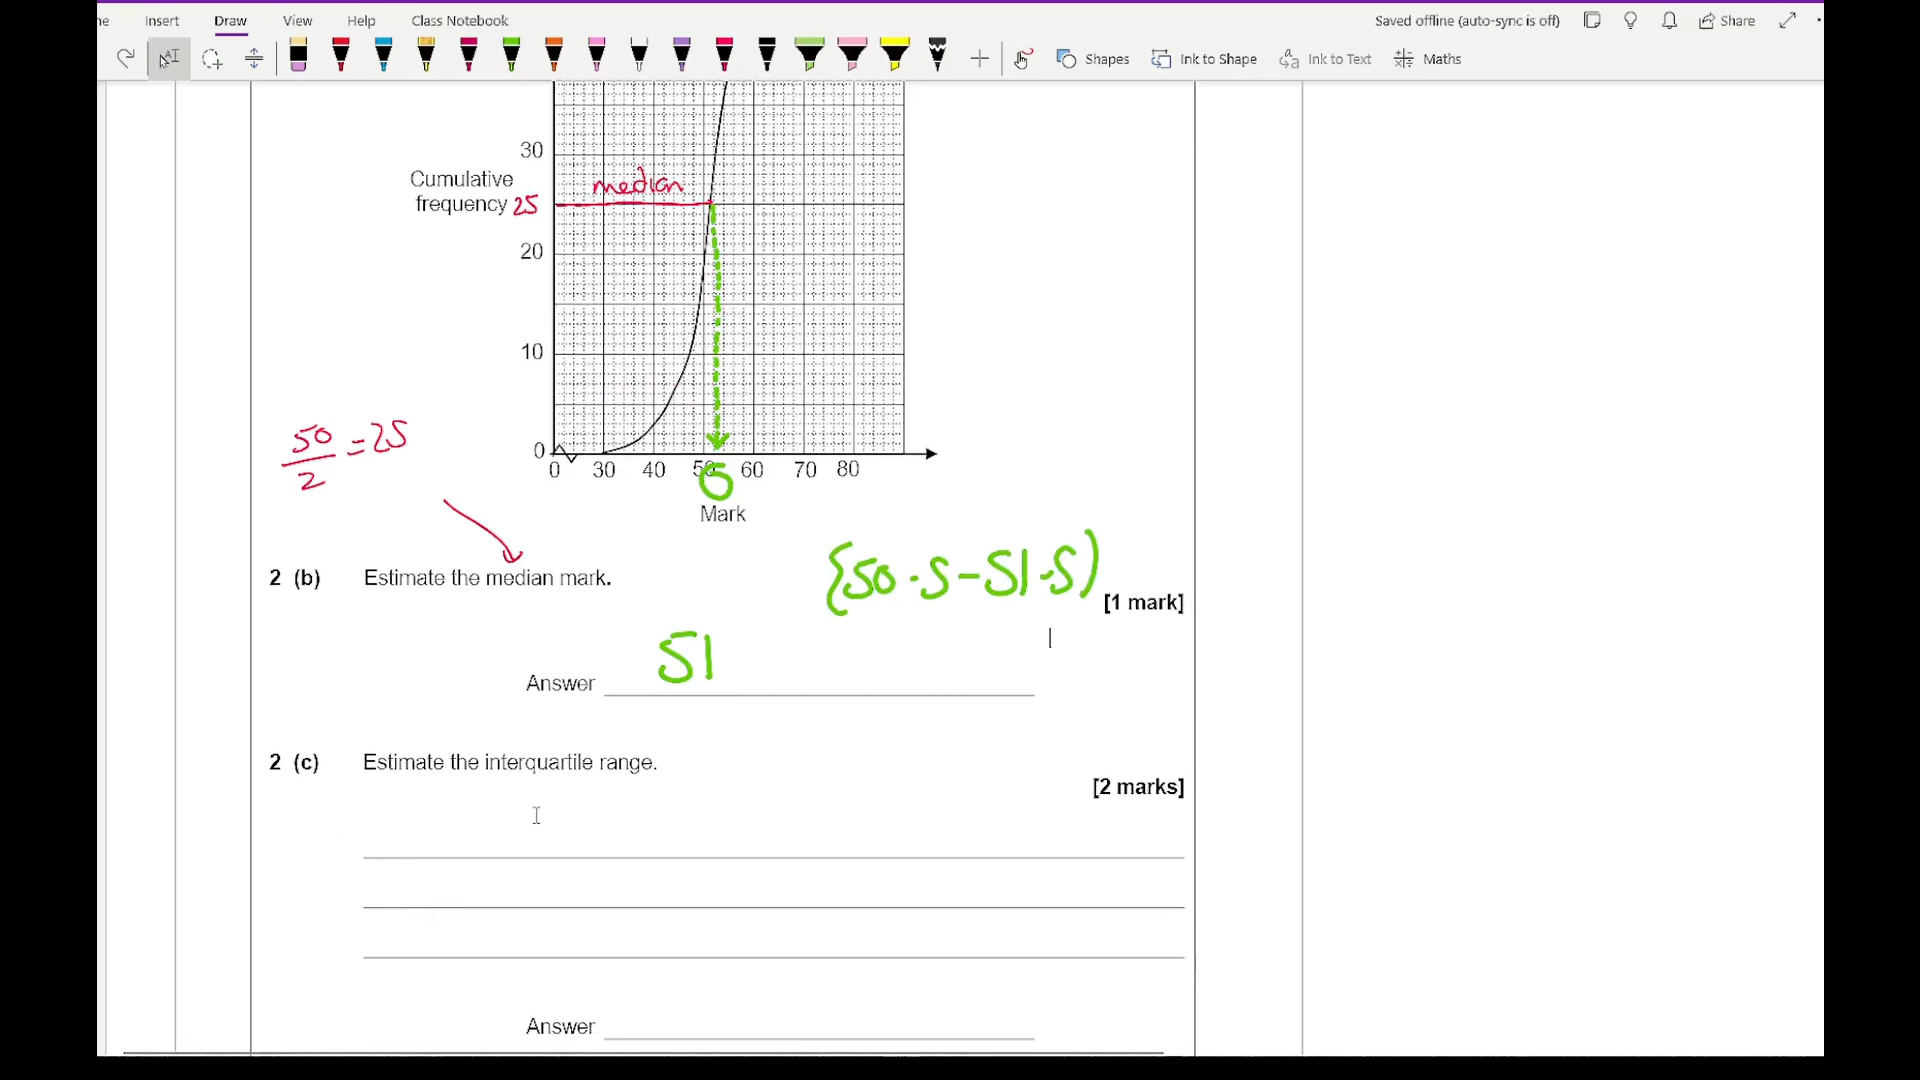 Insert Draw View Help Class Notebook Saved offline (auto-sync is off) Share
Shapes Ink to Shape Ink to Text Maths
30
Cumulative
frequency 25
median
20
10
0
0 30 40 50 60 70 80
Mark
50/2 = 25
2 (b) Estimate the median mark.
{50.5-51.5)
[1 mark]
Answer 51
2 (c) Estimate the interquartile range.
[2 marks]
Answer